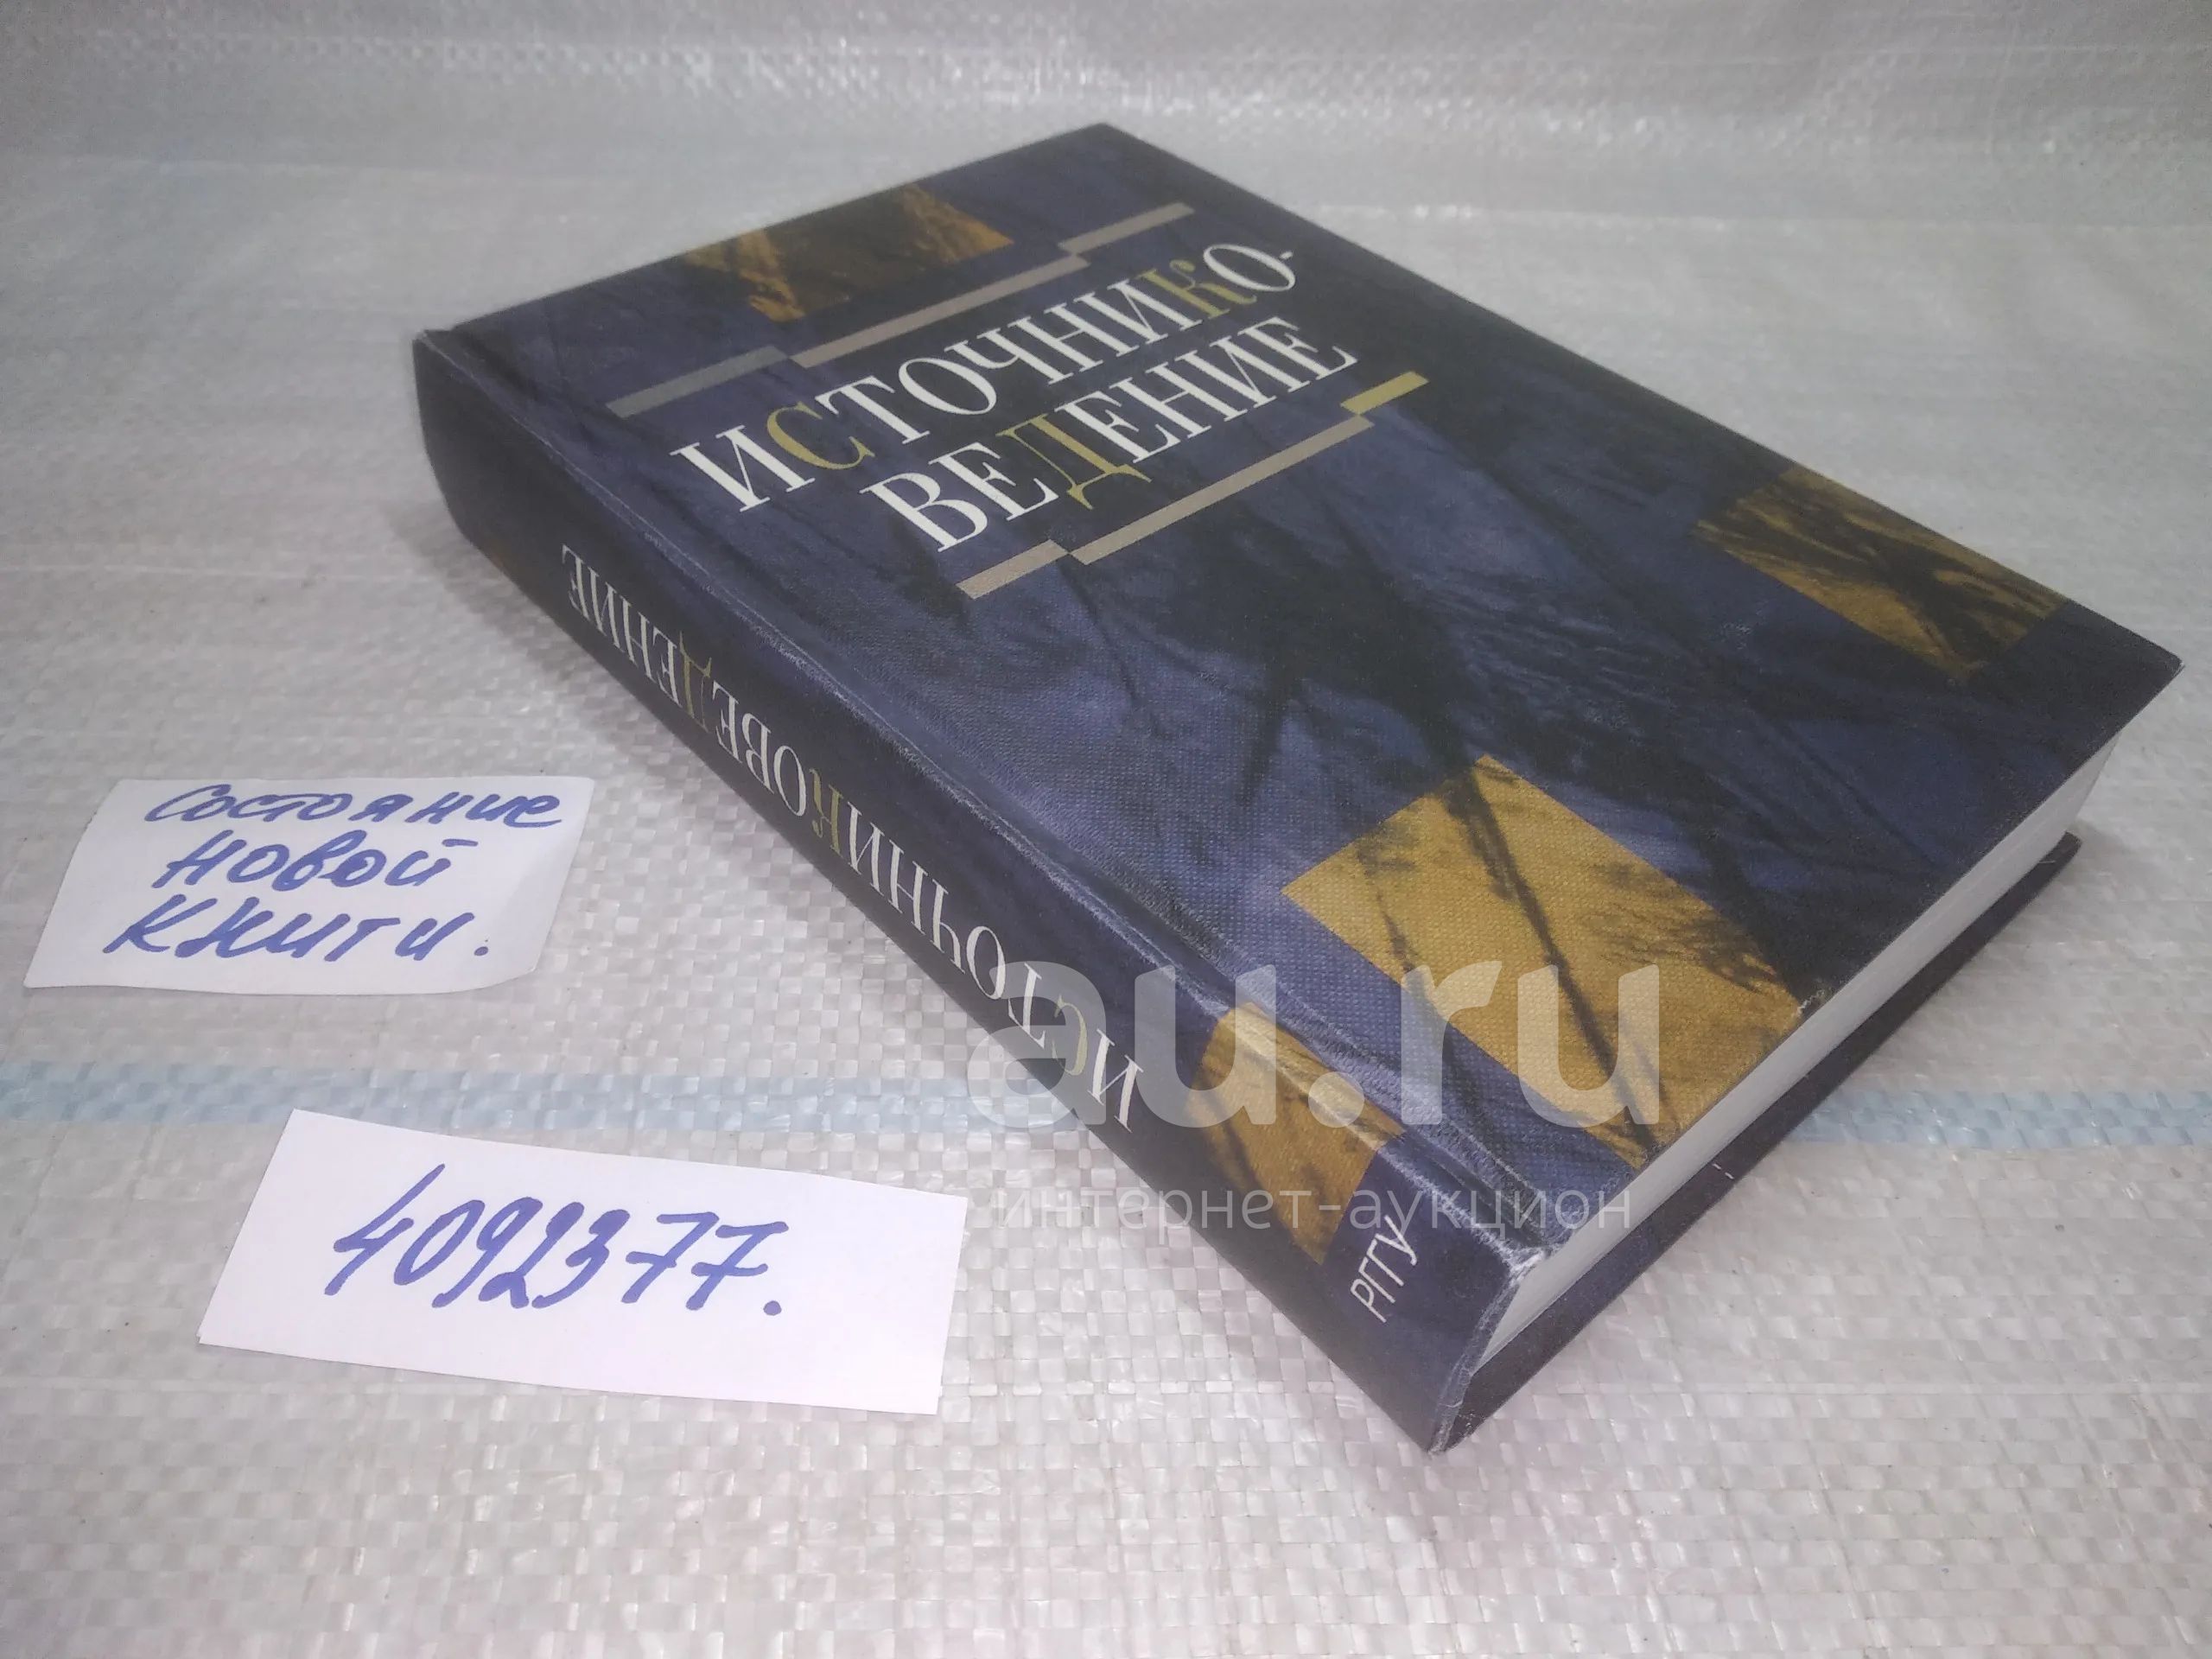 ИСТОЧНИКО-
ВЕДЕНИЕ
ИСТОЧНИКОВЕДЕНИЕ
РГГУ
Состояние
новой
книги.
4092377.
au.ru
интернет-аукцион